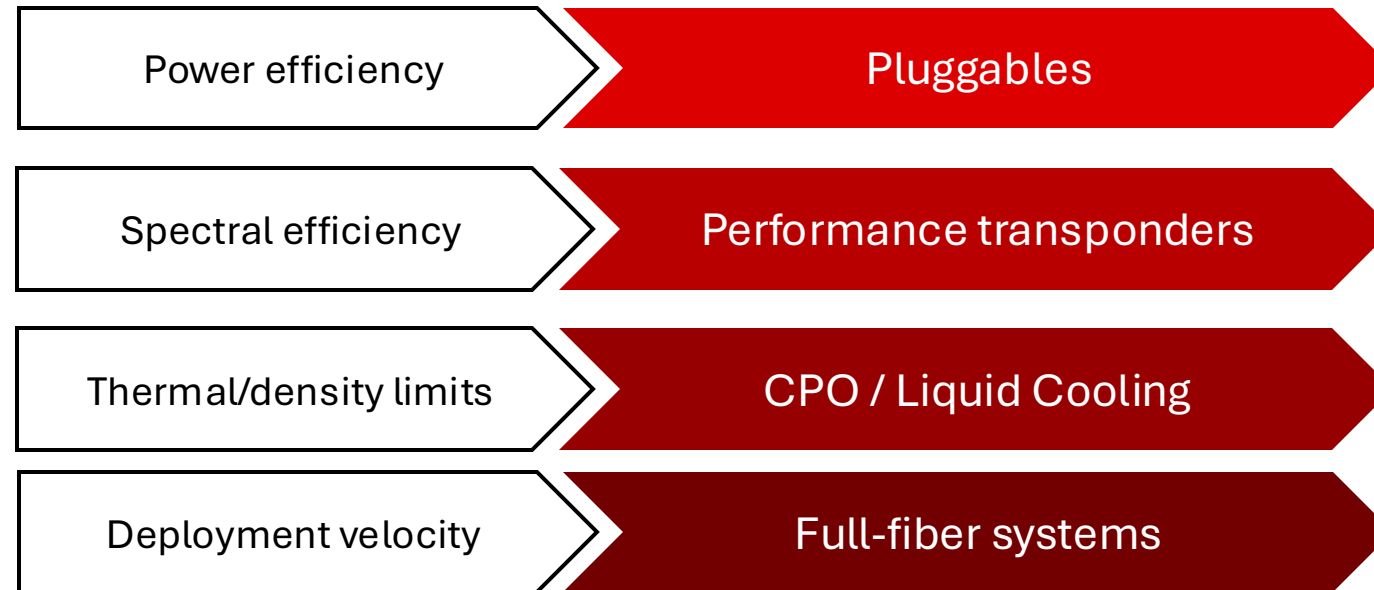 Power efficiency
Pluggables
Spectral efficiency
Performance transponders
Thermal/density limits
CPO / Liquid Cooling
Deployment velocity
Full-fiber systems